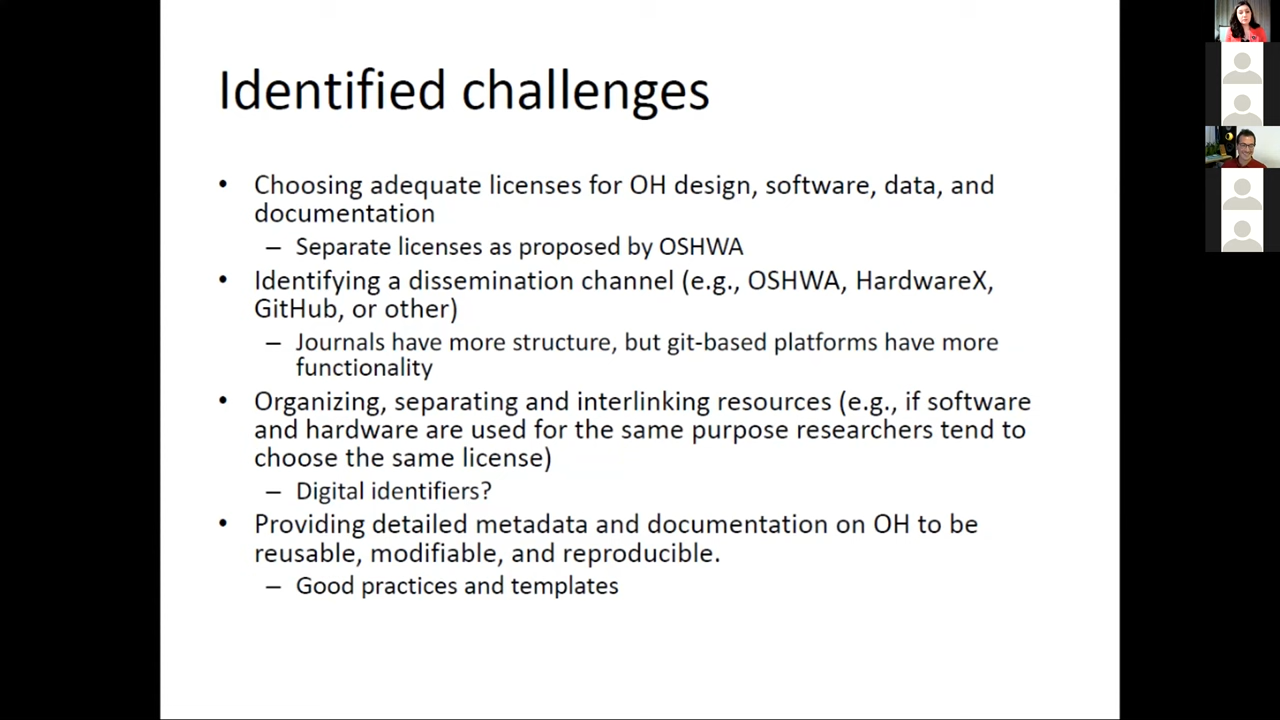 Identified challenges
• Choosing adequate licenses for OH design, software, data, and
documentation
– Separate licenses as proposed by OSHWA
• Identifying a dissemination channel (e.g., OSHWA, HardwareX,
GitHub, or other)
– Journals have more structure, but git-based platforms have more
functionality
• Organizing, separating and interlinking resources (e.g., if software
and hardware are used for the same purpose researchers tend to
choose the same license)
– Digital identifiers?
• Providing detailed metadata and documentation on OH to be
reusable, modifiable, and reproducible.
– Good practices and templates